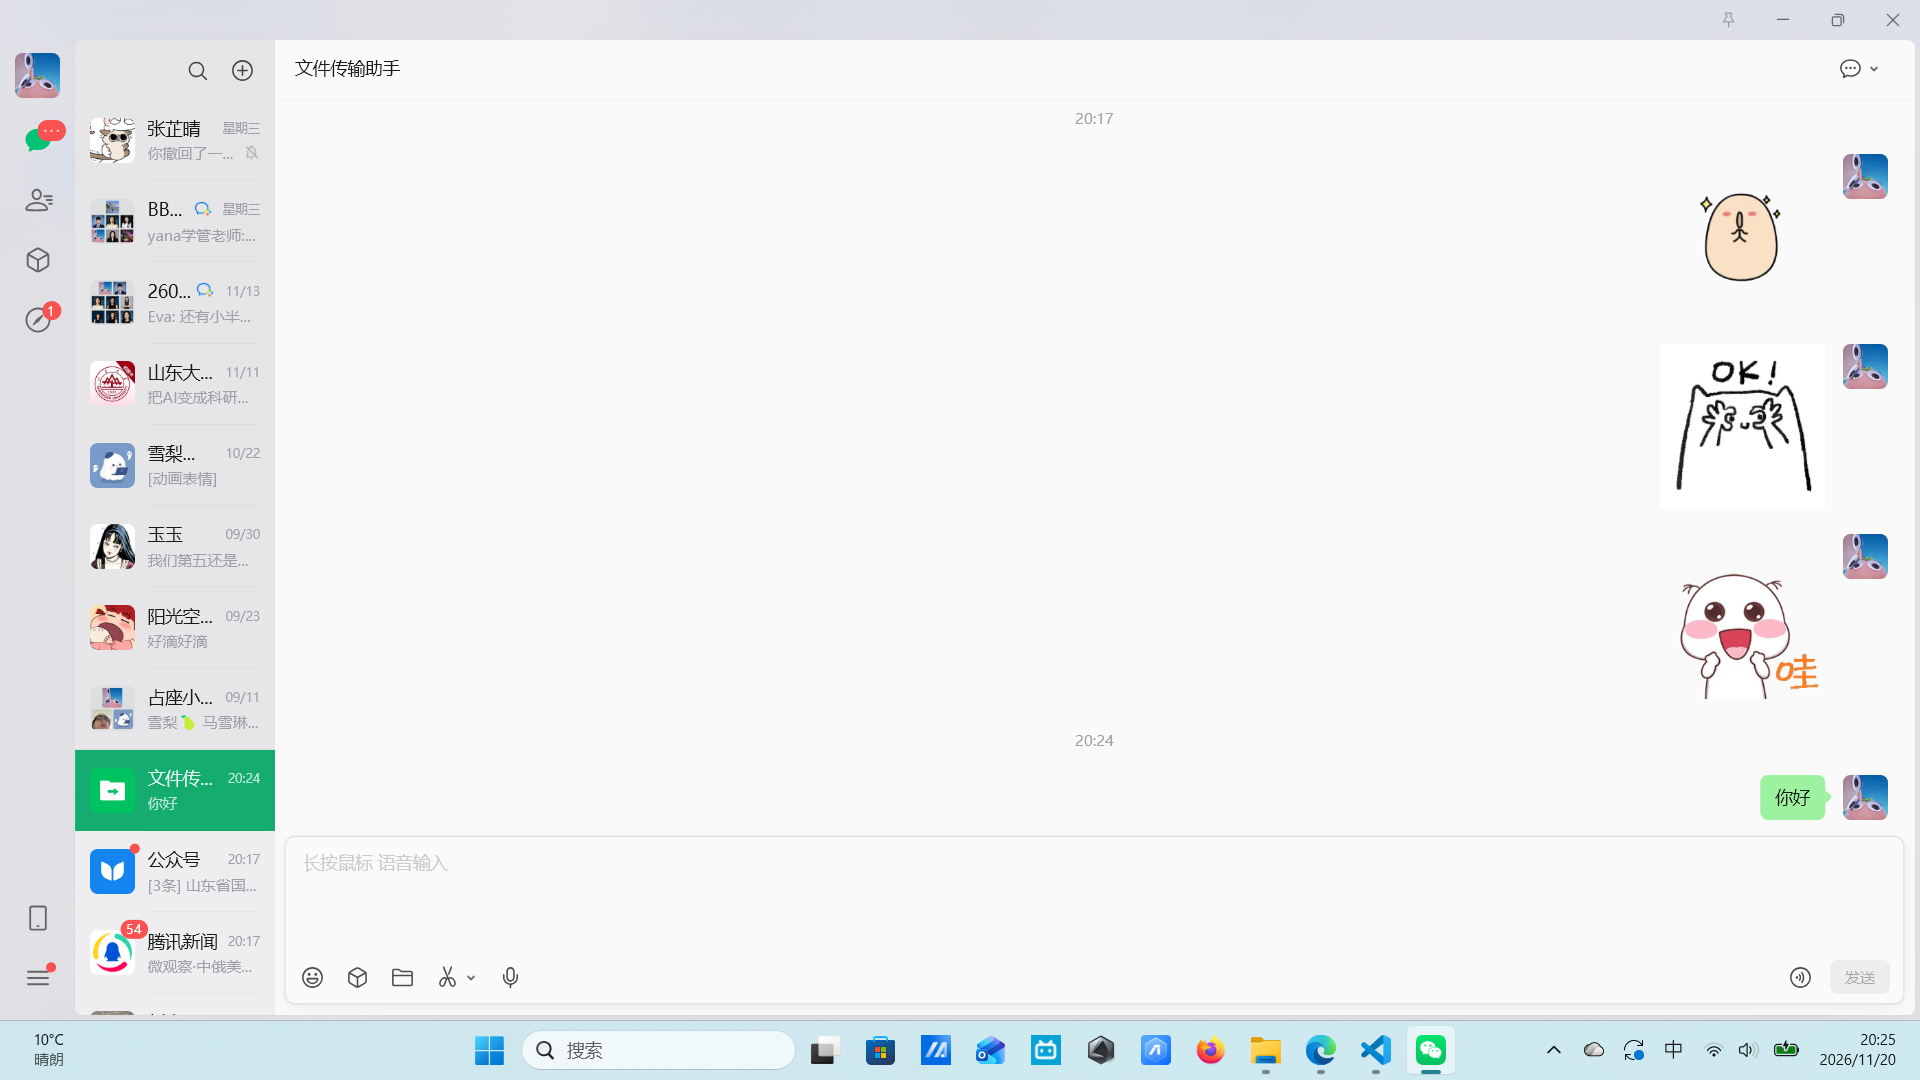 文件传输助手
张芷晴 星期三
你撤回了一...
BB... 星期三
yana学管老师:...
260... 11/13
Eva: 还有小半...
山东大... 11/11
把AI变成科研...
雪梨... 10/22
[动画表情]
玉玉 09/30
我们第五还是...
阳光空... 09/23
好滴好滴
占座小... 09/11
雪梨🍐 马雪琳...
文件传... 20:24
你好
公众号 20:17
[3条] 山东省国...
54
腾讯新闻 20:17
微观察·中俄美...
1
20:17
OK!
哇
20:24
你好
长按鼠标 语音输入
发送
10°C
晴朗
搜索
中
20:25
2026/11/20